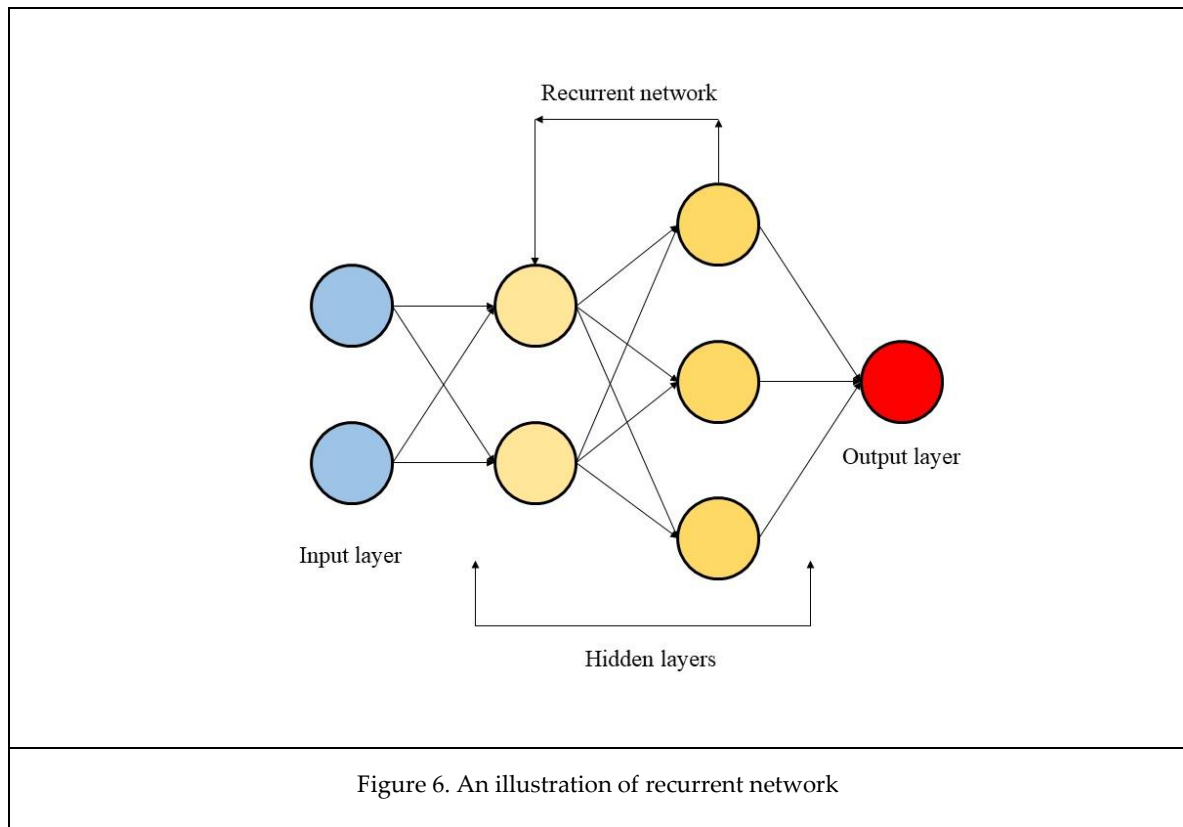 Recurrent network
Input layer
Output layer
Hidden layers
Figure 6. An illustration of recurrent network